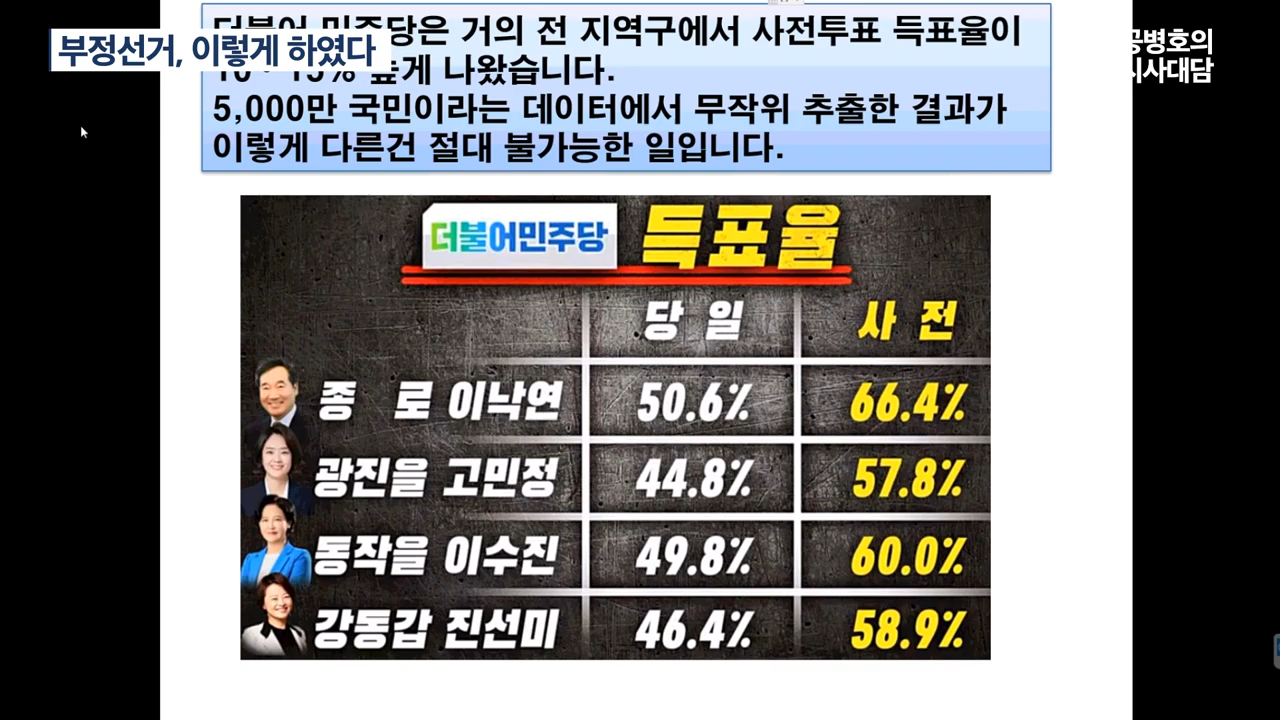 부정선거, 이렇게 하였다
민주당은 거의 전 지역구에서 사전투표 득표율이
높게 나왔습니다.
5,000만 국민이라는 데이터에서 무작위 추출한 결과가
이렇게 다른건 절대 불가능한 일입니다.
공병호의
시사대담
더불어민주당 득표율
당일 사전
종 로 이낙연 50.6% 66.4%
광진을 고민정 44.8% 57.8%
동작을 이수진 49.8% 60.0%
강동갑 진선미 46.4% 58.9%